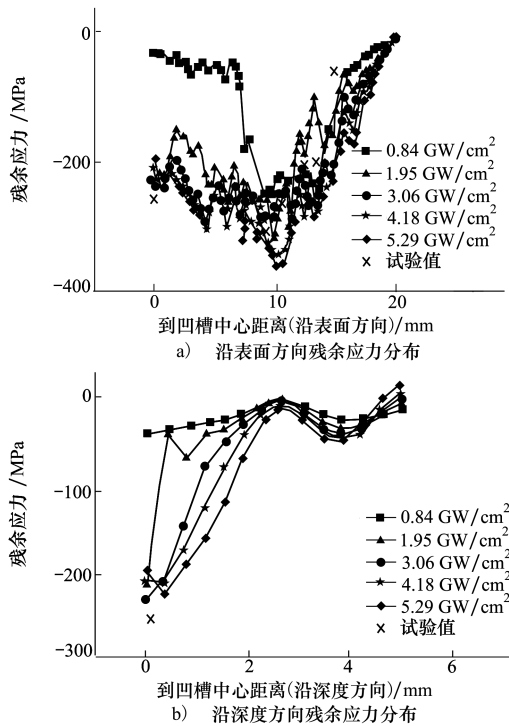 0
−200
−400
残余应力 /MPa
0.84 GW/cm²
1.95 GW/cm²
3.06 GW/cm²
4.18 GW/cm²
5.29 GW/cm²
试验值
0 10 20
到凹槽中心距离(沿表面方向)/mm
a) 沿表面方向残余应力分布
0
−100
−200
−300
残余应力 /MPa
0.84 GW/cm²
1.95 GW/cm²
3.06 GW/cm²
4.18 GW/cm²
5.29 GW/cm²
试验值
0 2 4 6
到凹槽中心距离(沿深度方向)/mm
b) 沿深度方向残余应力分布